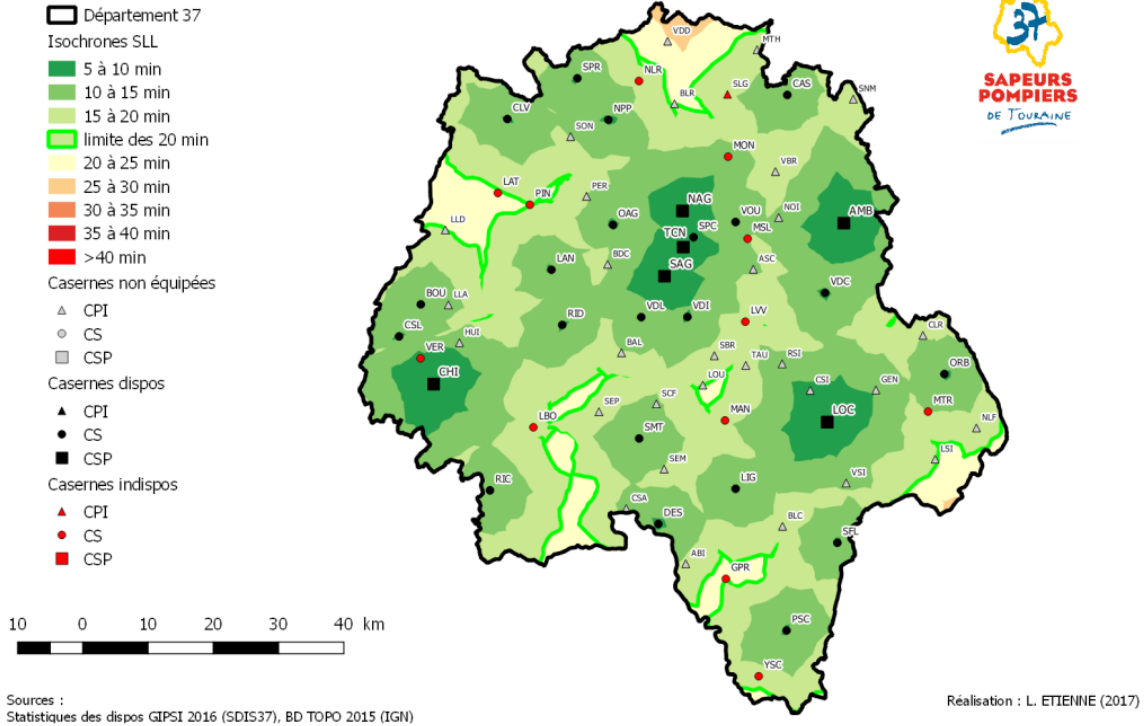 Département 37
Isochrones SLL
5 à 10 min
10 à 15 min
15 à 20 min
limite des 20 min
20 à 25 min
25 à 30 min
30 à 35 min
35 à 40 min
>40 min
Casernes non équipées
CPI
CS
CSP
Casernes dispos
CPI
CS
CSP
Casernes indispos
CPI
CS
CSP
10 0 10 20 30 40 km
Sources :
Statistiques des dispos GIPSI 2016 (SDIS37), BD TOPO 2015 (IGN)
VDD
MTH
SPR
NLR
SLG
CAS
SNM
CLV
NPP
BLR
SON
MON
VBR
LAT
PIN
PER
NAG
LLD
OAG
TCN
SPC
VOU
NOI
MSL
AMB
BDC
LAN
SAG
ASC
VDC
BOU
LLA
RID
VDL
VDI
LVV
CSL
HUI
CLR
VER
BAL
SBR
TAU
RSI
CHI
LOU
CSI
GEN
ORB
LBO
SEP
SCF
MAN
LOC
MTR
NLF
SMT
SEM
LSI
RIC
LIG
VSI
CSA
DES
BLC
SFL
ABI
GPR
PSC
YSC
37
SAPEURS
POMPIERS
DE TOURAINE
Réalisation : L. ETIENNE (2017)